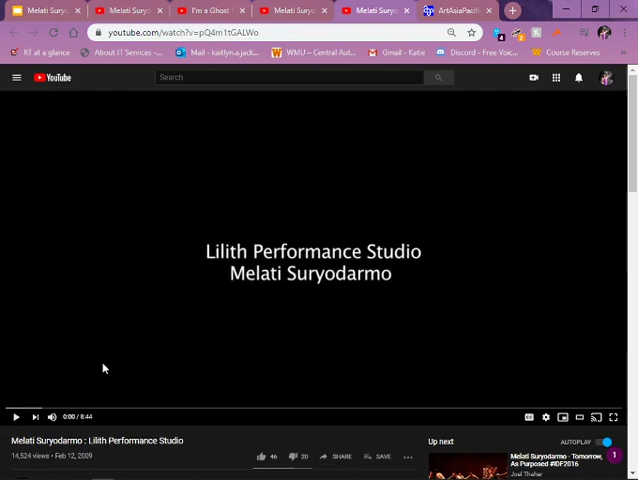 Melati Suryo
Melati Suryo
I'm a Ghost
Melati Suryo
Melati Suryo
ArtAsiaPacif
youtube.com/watch?v=pQ4m1tGALWo
RT at a glance
About IT Services -...
Mail - kaitlyn.a.jack...
WMU – Central Aut...
Gmail - Katie
Discord - Free Voic...
Course Reserves
YouTube
Search
Lilith Performance Studio
Melati Suryodarmo
0:00 / 8:44
Melati Suryodarmo : Lilith Performance Studio
14,524 views • Feb 12, 2009
46
20
SHARE
SAVE
Up next
AUTOPLAY
Melati Suryodarmo - Tomorrow,
As Purposed #IDF2016
Joel Thaher
1